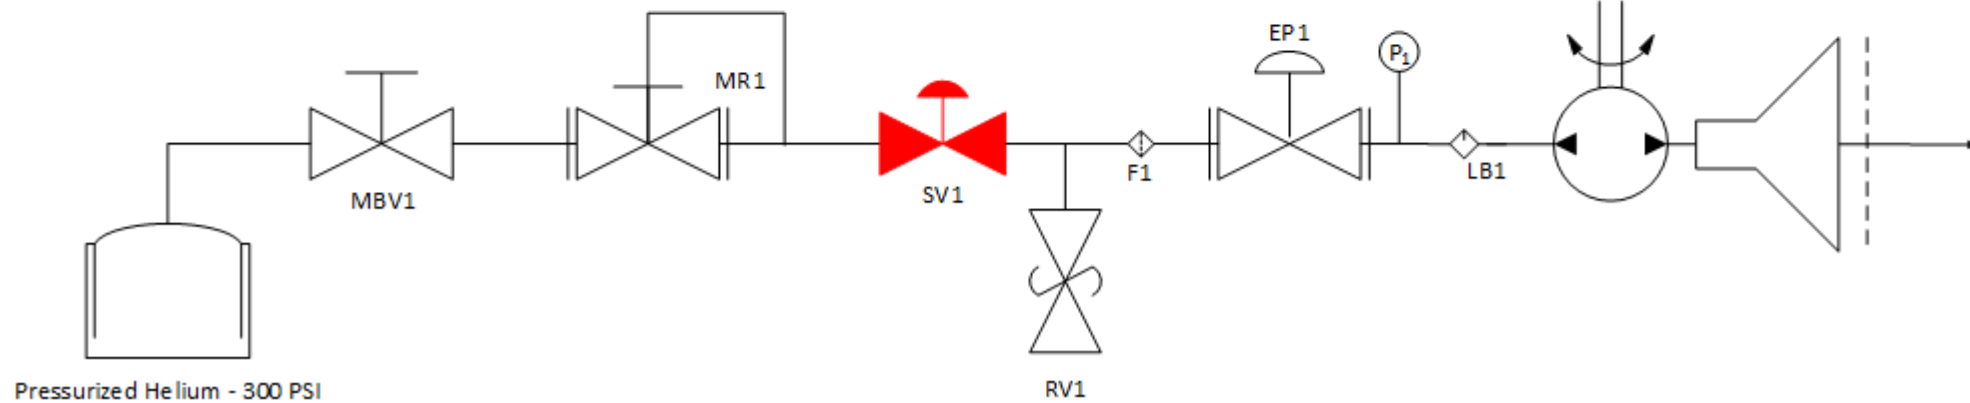 EP1
P1
MR1
MBV1
SV1
F1
LB1
RV1
Pressurized Helium - 300 PSI